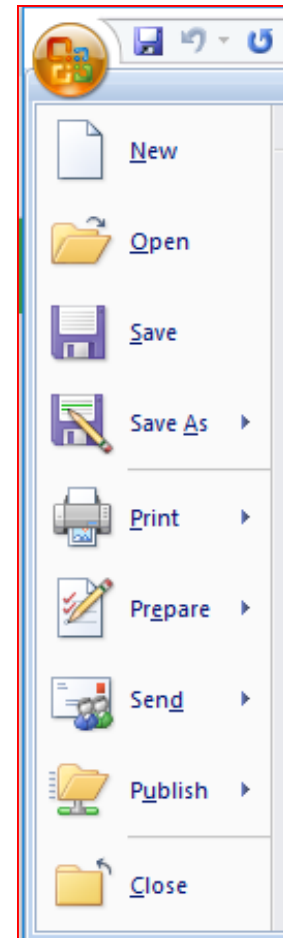 New
Open
Save
Save As
Print
Prepare
Send
Publish
Close